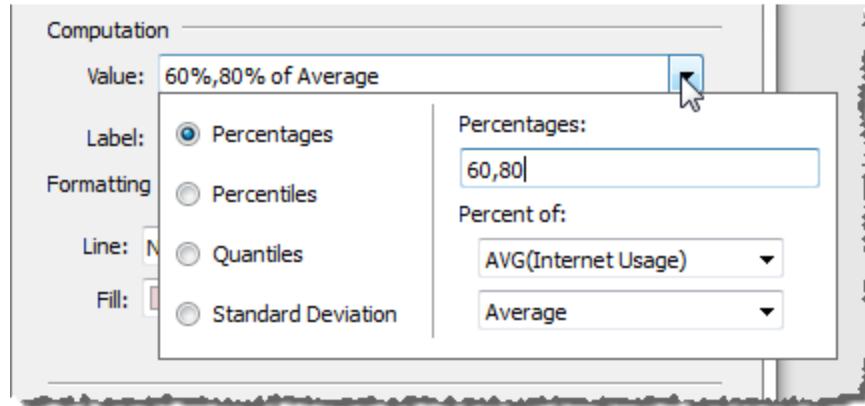 Computation
Value: 60%,80% of Average
Label:
Percentages
Percentages:
60,80
Formatting
Percentiles
Percent of:
Line: N
Quantiles
AVG(Internet Usage)
Fill:
Standard Deviation
Average